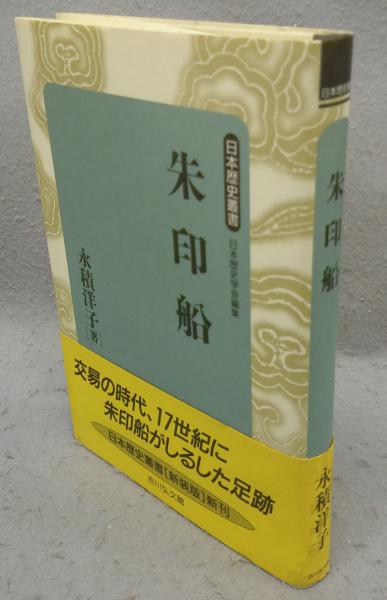 日本歴史叢書
日本歴史学会編集
朱印船
永積洋子[著]
交易の時代、17世紀に
朱印船がしるした足跡
日本歴史叢書[新装版]新刊
吉川弘文館
朱印船
永積洋子